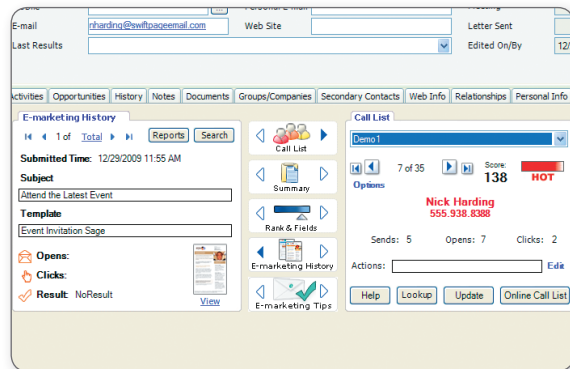 E-mail nharding@swiftpageemail.com Web Site Letter Sent
Last Results Edited On/By 12/
Activities Opportunities History Notes Documents Groups/Companies Secondary Contacts Web Info Relationships Personal Info
E-marketing History
1 of Total Reports Search
Submitted Time: 12/29/2009 11:55 AM
Subject
Attend the Latest Event
Template
Event Invitation Sage
Opens:
Clicks:
Result: NoResult
View
Call List
Summary
Rank & Fields
E-marketing History
E-marketing Tips
Call List
Demo1
7 of 35 Score: 138 HOT
Options
Nick Harding
555.938.8388
Sends: 5 Opens: 7 Clicks: 2
Actions: Edit
Help Lookup Update Online Call List